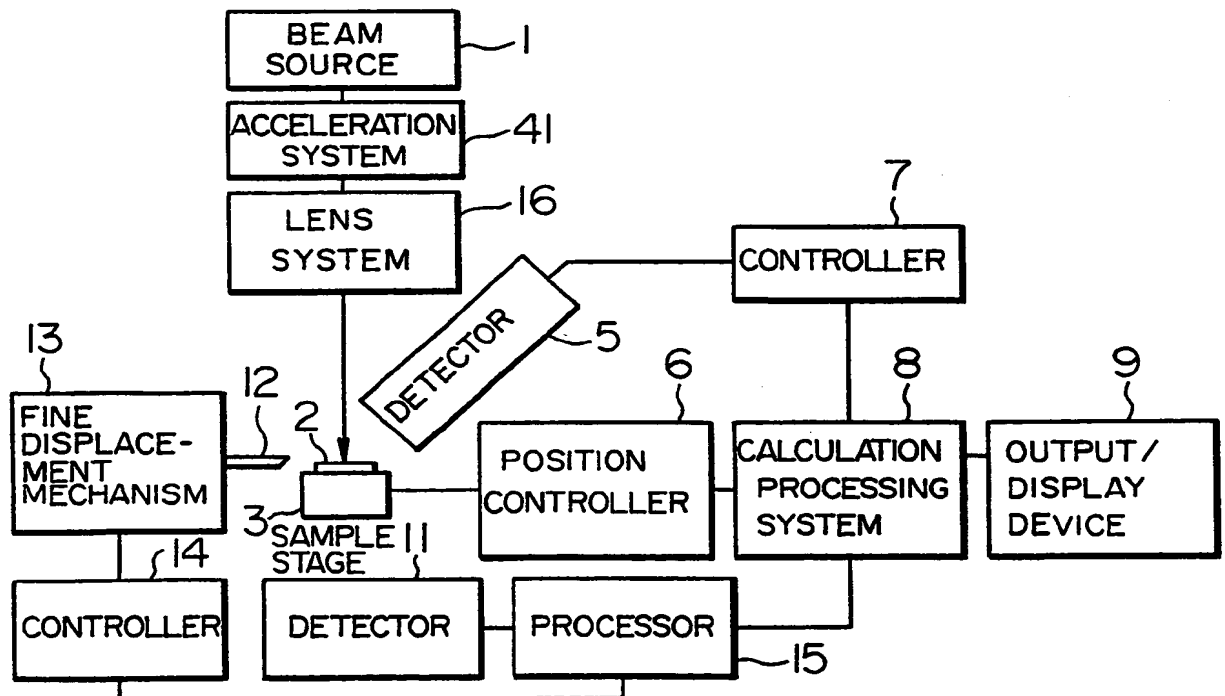 BEAM
SOURCE
1
ACCELERATION
SYSTEM
41
LENS
SYSTEM
16
DETECTOR
5
CONTROLLER
7
13
FINE
DISPLACE-
MENT
MECHANISM
12
2
3
SAMPLE
STAGE
POSITION
CONTROLLER
6
CALCULATION
PROCESSING
SYSTEM
8
OUTPUT/
DISPLAY
DEVICE
9
14
CONTROLLER
11
DETECTOR
PROCESSOR
15